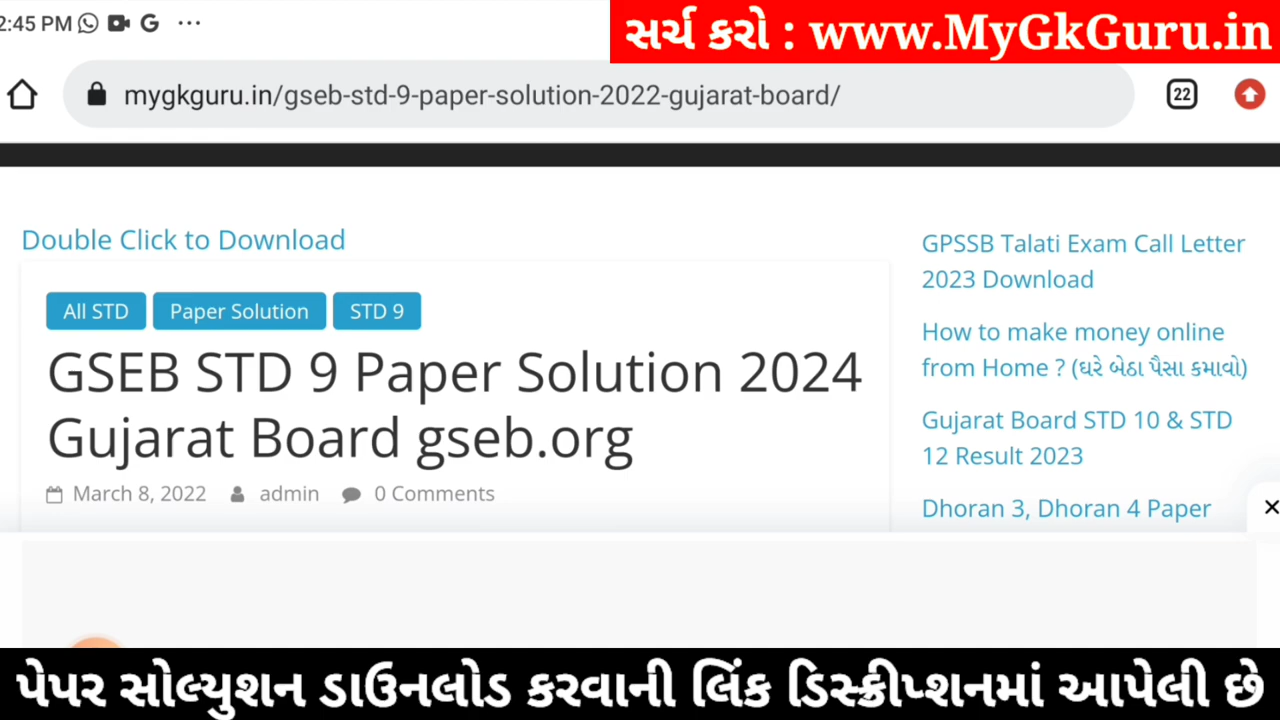 2:45 PM
સર્ચ કરો : www.MyGkGuru.in
mygkguru.in/gseb-std-9-paper-solution-2022-gujarat-board/
22
Double Click to Download
All STD Paper Solution STD 9
GSEB STD 9 Paper Solution 2024
Gujarat Board gseb.org
March 8, 2022 admin 0 Comments
GPSSB Talati Exam Call Letter
2023 Download
How to make money online
from Home ? (ઘરે બેઠા પૈસા કમાવો)
Gujarat Board STD 10 & STD
12 Result 2023
Dhoran 3, Dhoran 4 Paper
પેપર સોલ્યુશન ડાઉનલોડ કરવાની લિંક ડિસ્ક્રીપ્શનમાં આપેલી છે